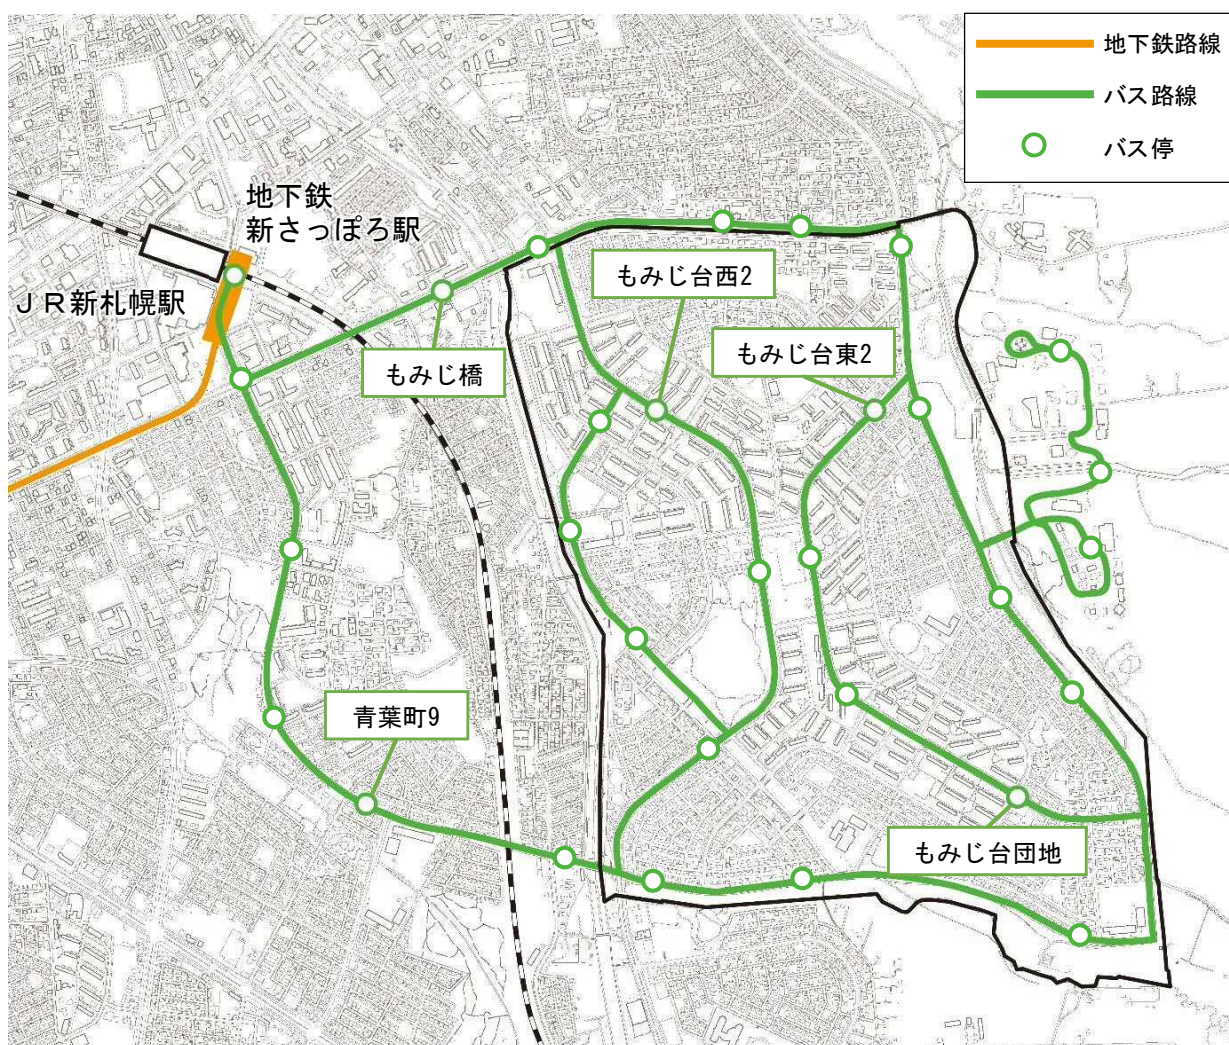 地下鉄路線
バス路線
バス停
地下鉄
新さっぽろ駅
ＪＲ新札幌駅
もみじ台西2
もみじ台東2
もみじ橋
青葉町9
もみじ台団地